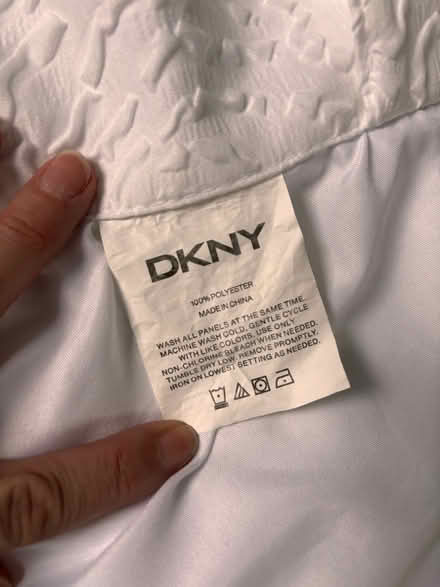 DKNY
100% POLYESTER
MADE IN CHINA
WASH ALL PANELS AT THE SAME TIME.
MACHINE WASH COLD. GENTLE CYCLE
WITH LIKE COLORS. USE ONLY
NON-CHLORINE BLEACH WHEN NEEDED.
TUMBLE DRY LOW. REMOVE PROMPTLY.
IRON ON LOWEST SETTING AS NEEDED.